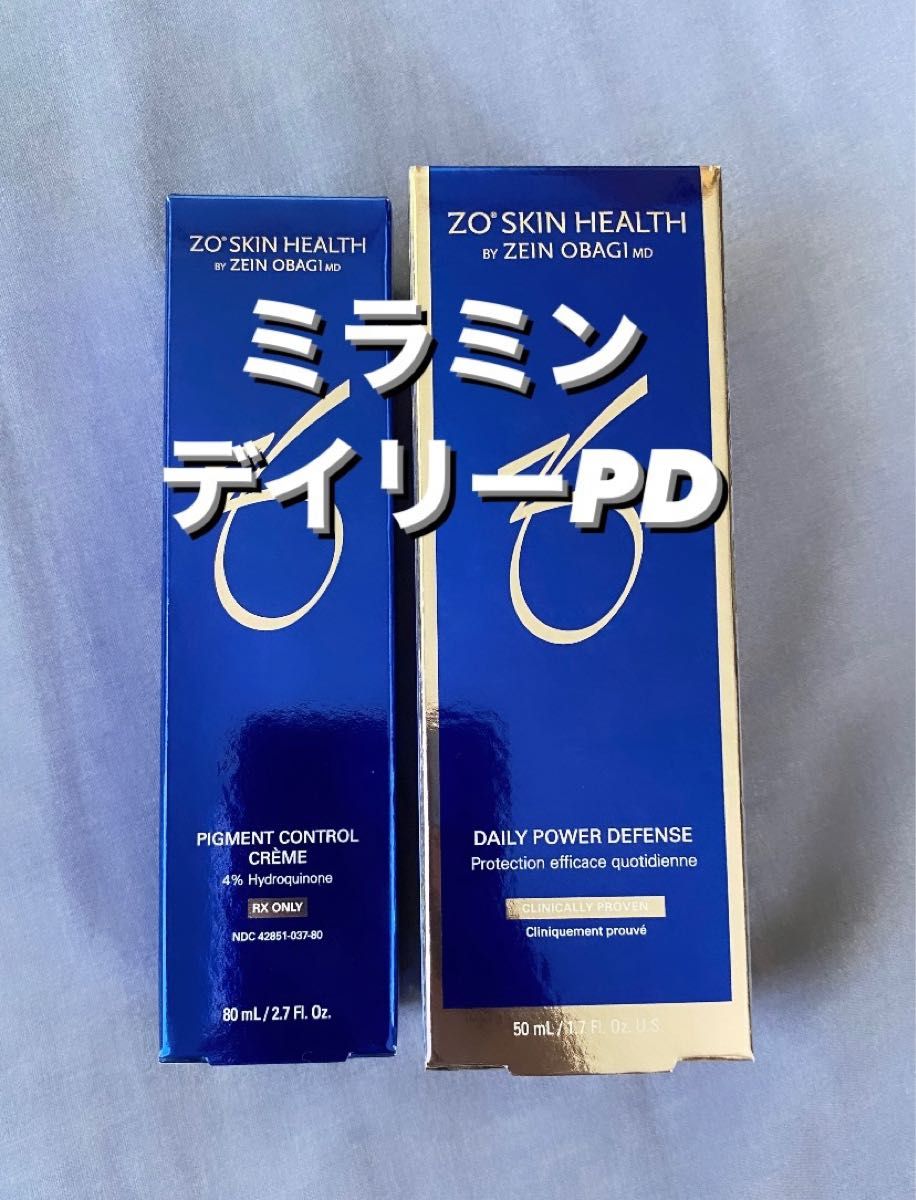 ZO® SKIN HEALTH
BY ZEIN OBAGI MD
PIGMENT CONTROL
CRÈME
4% Hydroquinone
RX ONLY
NDC 42851-037-80
80 mL / 2.7 Fl. Oz.
ZO® SKIN HEALTH
BY ZEIN OBAGI MD
DAILY POWER DEFENSE
Protection efficace quotidienne
CLINICALLY PROVEN
Cliniquement prouvé
50 mL / 1.7 Fl. Oz. U.S.
ミラミン
デイリーPD